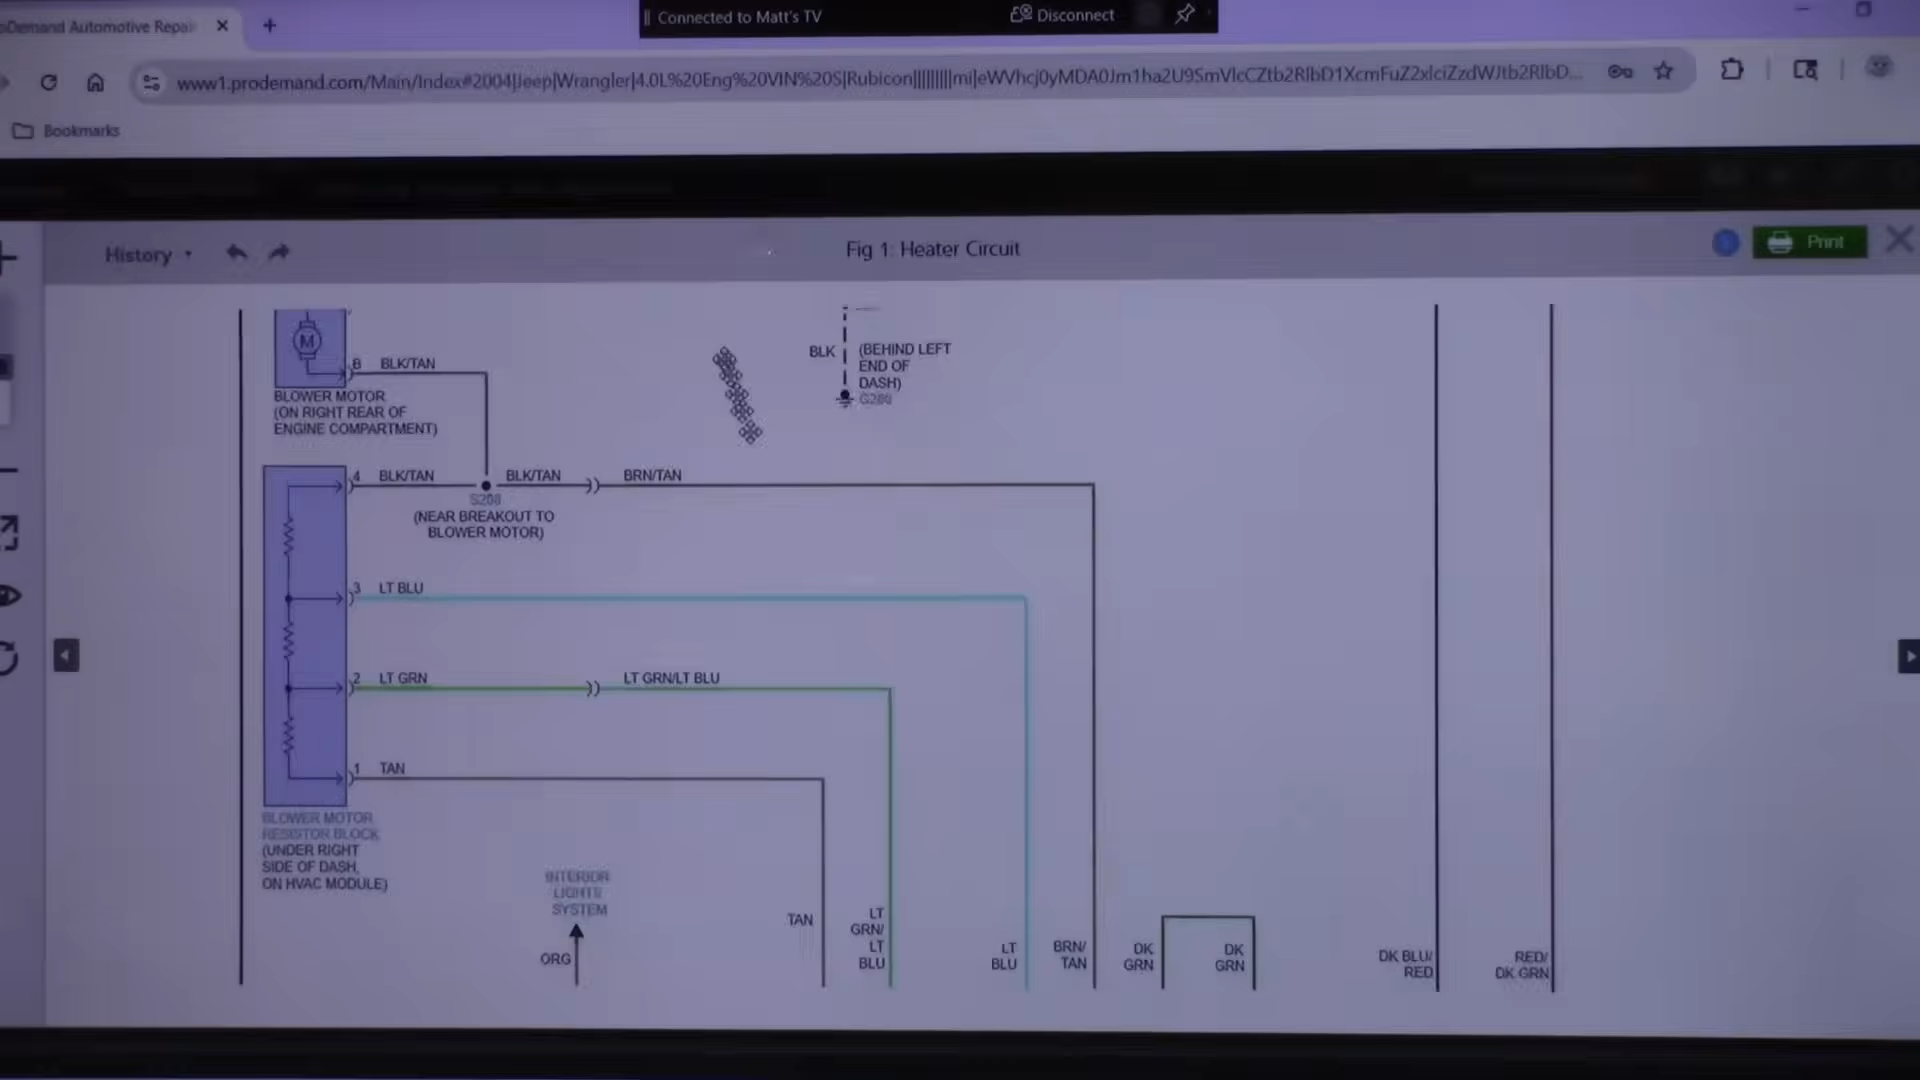 Connected to Matt's TV
Disconnect
Demand Automotive Repai
www1.prodemand.com/Main/Index#2004|Jeep|Wrangler|4.0L%20Eng%20VIN%20S|Rubicon||||||||
Bookmarks
History
Fig 1: Heater Circuit
Print
M
BLK/TAN
BLOWER MOTOR
(ON RIGHT REAR OF
ENGINE COMPARTMENT)
BLK
(BEHIND LEFT
END OF
DASH)
G200
4 BLK/TAN
BLK/TAN
BRN/TAN
S208
(NEAR BREAKOUT TO
BLOWER MOTOR)
3 LT BLU
2 LT GRN
LT GRN/LT BLU
1 TAN
BLOWER MOTOR
RESISTOR BLOCK
(UNDER RIGHT
SIDE OF DASH,
ON HVAC MODULE)
INTERIOR
LIGHTS
SYSTEM
ORG
TAN
LT
GRN/
LT
BLU
LT
BLU
BRN/
TAN
DK
GRN
DK
GRN
DK BLU/
RED
RED/
DK GRN